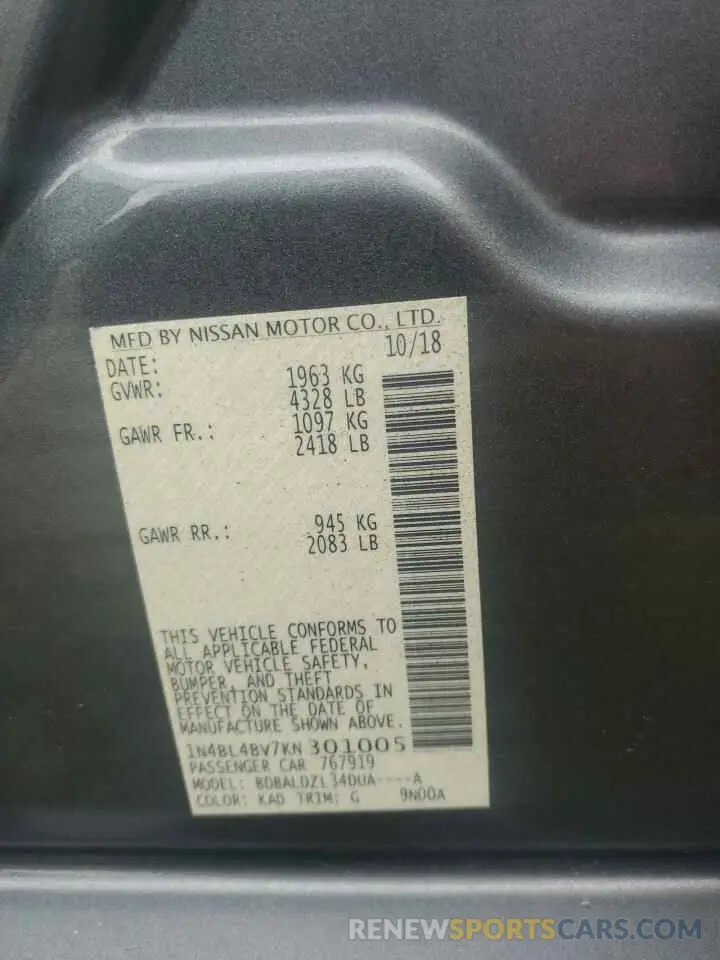 MFD BY NISSAN MOTOR CO., LTD.
DATE: 10/18
GVWR: 1963 KG
4328 LB
GAWR FR.: 1097 KG
2418 LB
GAWR RR.: 945 KG
2083 LB
THIS VEHICLE CONFORMS TO
ALL APPLICABLE FEDERAL
MOTOR VEHICLE SAFETY,
BUMPER, AND THEFT
PREVENTION STANDARDS IN
EFFECT ON THE DATE OF
MANUFACTURE SHOWN ABOVE.
1N4BL4BV7KN301005
PASSENGER CAR 767919
MODEL: BDBALDZL34DUA----A
COLOR: KAD TRIM: G 9N00A
RENEWSPORTSCARS.COM